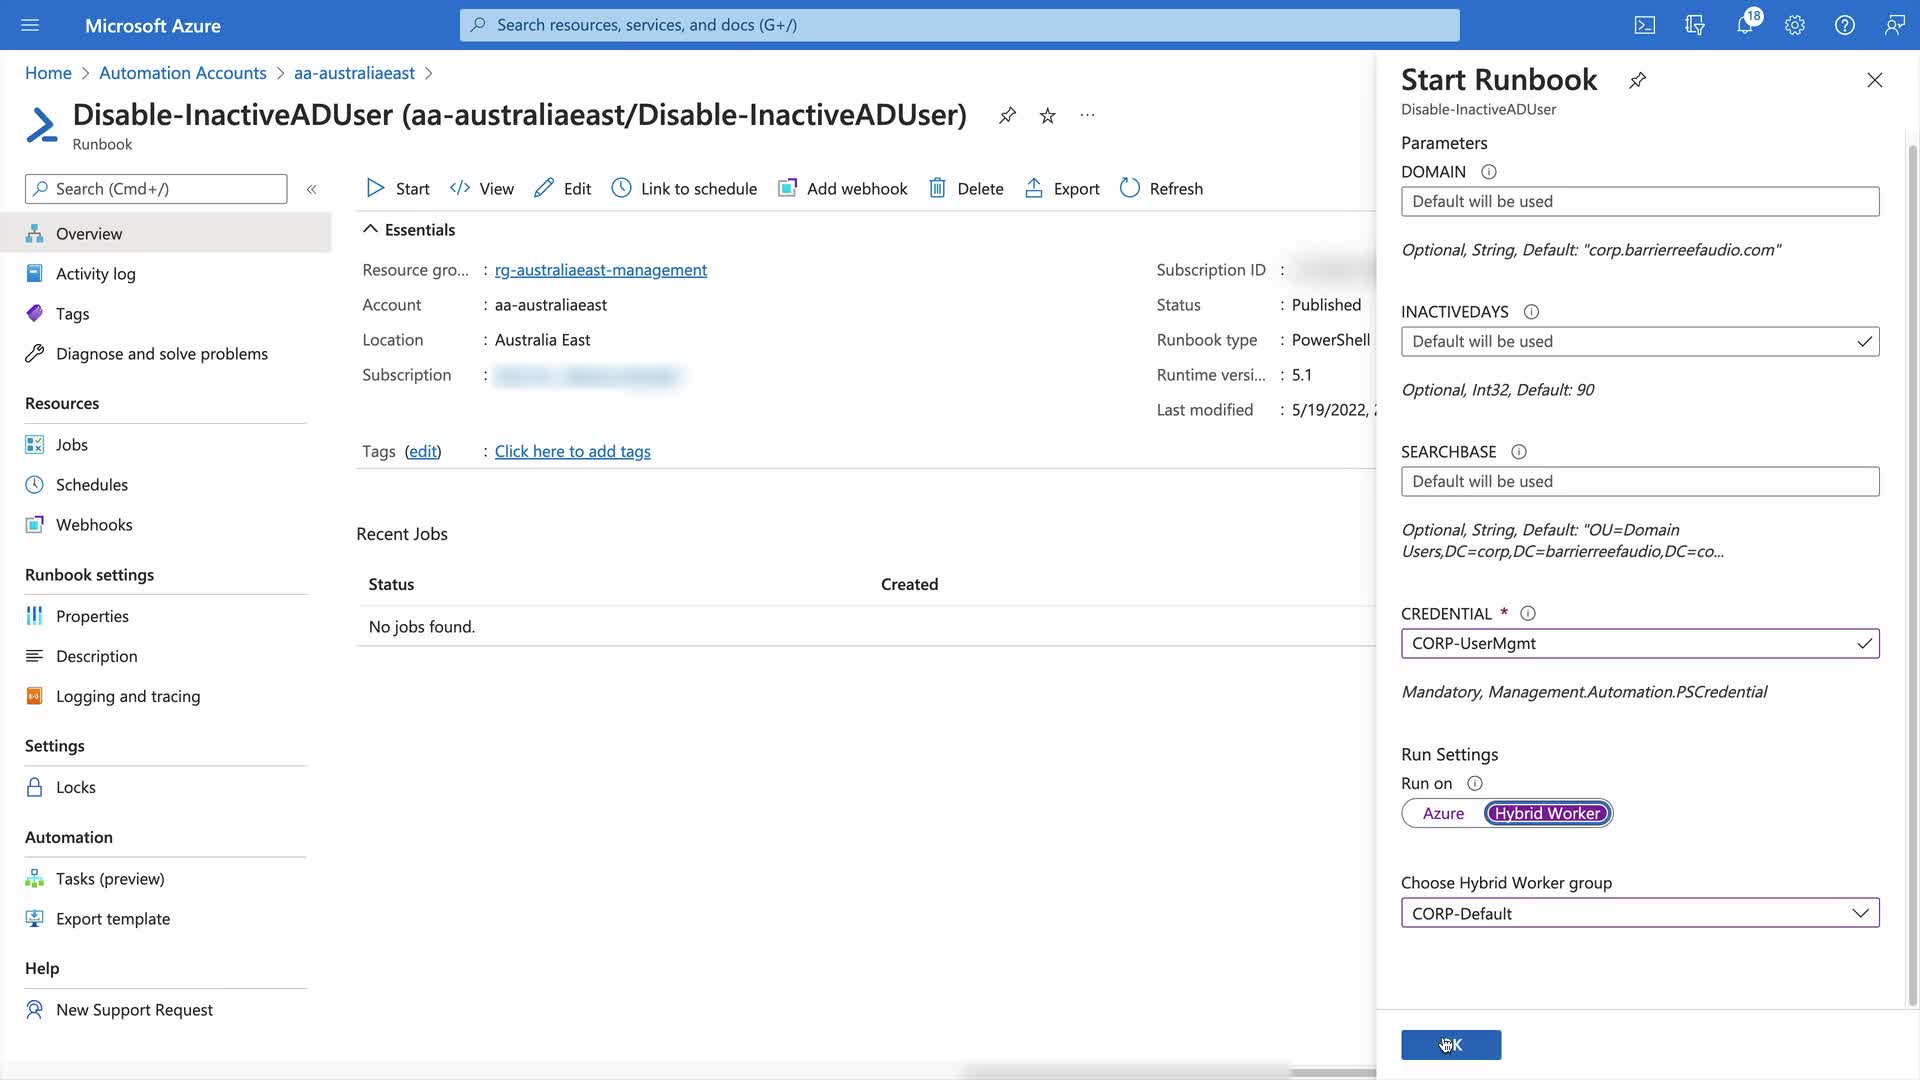 Microsoft Azure
Search resources, services, and docs (G+/)
18
Home > Automation Accounts > aa-australiaeast >
Disable-InactiveADUser (aa-australiaeast/Disable-InactiveADUser)
Runbook
Search (Cmd+/)
Overview
Activity log
Tags
Diagnose and solve problems
Resources
Jobs
Schedules
Webhooks
Runbook settings
Properties
Description
Logging and tracing
Settings
Locks
Automation
Tasks (preview)
Export template
Help
New Support Request
Start View Edit Link to schedule Add webhook Delete Export Refresh
Essentials
Resource gro... : rg-australiaeast-management
Account : aa-australiaeast
Location : Australia East
Subscription :
Subscription ID :
Status : Published
Runbook type : PowerShell
Runtime versi... : 5.1
Last modified : 5/19/2022,
Tags (edit) : Click here to add tags
Recent Jobs
Status Created
No jobs found.
Start Runbook
Disable-InactiveADUser
Parameters
DOMAIN
Default will be used
Optional, String, Default: "corp.barrierreefaudio.com"
INACTIVEDAYS
Default will be used
Optional, Int32, Default: 90
SEARCHBASE
Default will be used
Optional, String, Default: "OU=Domain
Users,DC=corp,DC=barrierreefaudio,DC=co...
CREDENTIAL *
CORP-UserMgmt
Mandatory, Management.Automation.PSCredential
Run Settings
Run on
Azure Hybrid Worker
Choose Hybrid Worker group
CORP-Default
OK